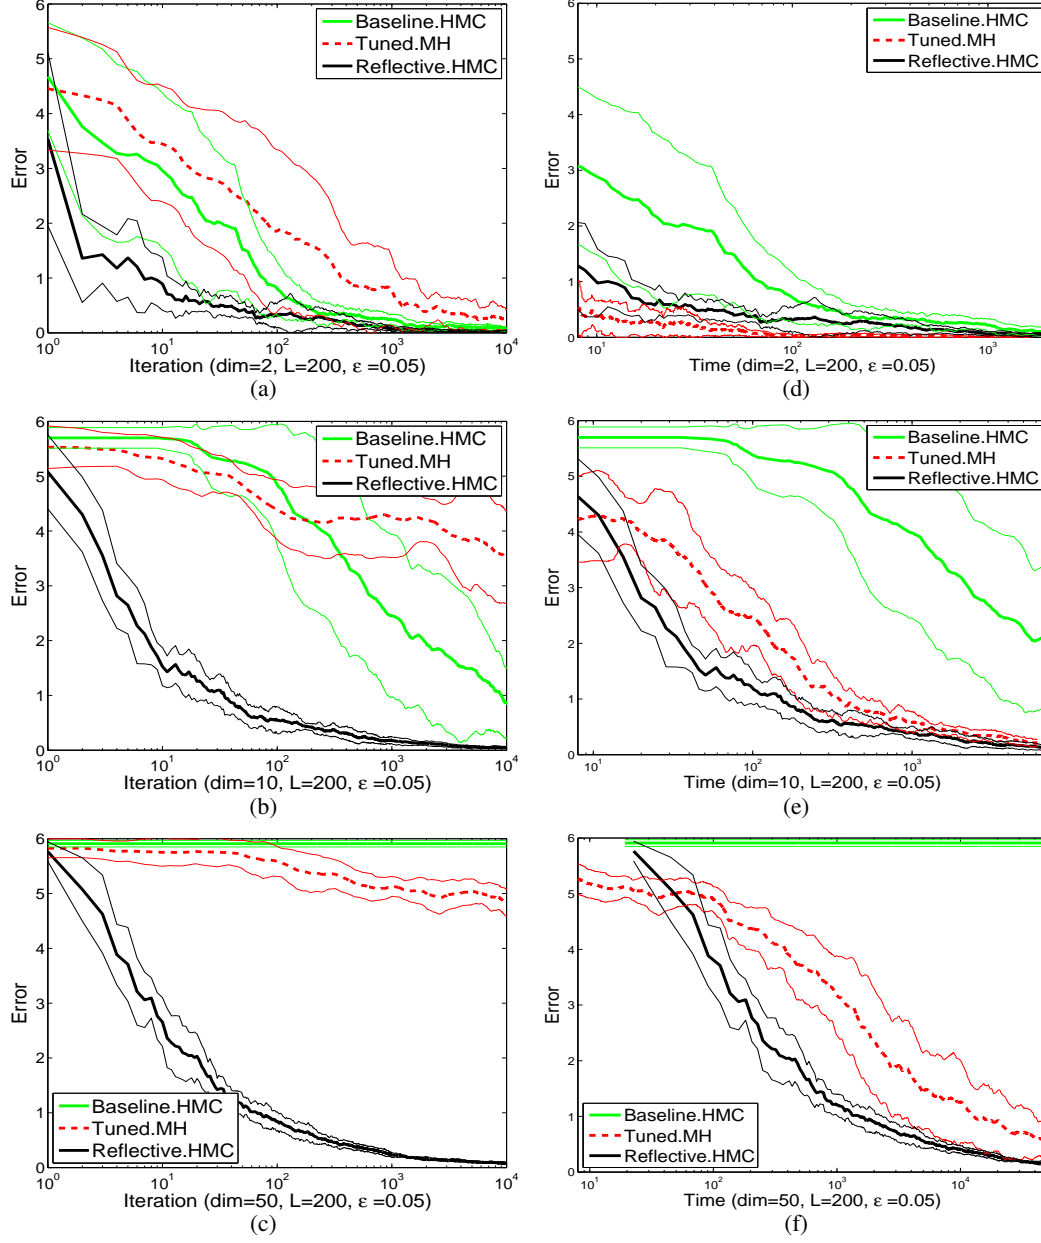 Baseline.HMC
Tuned.MH
Reflective.HMC
Error
6
5
4
3
2
1
0
10^0 10^1 10^2 10^3 10^4
Iteration (dim=2, L=200, ε =0.05)
(a)
Baseline.HMC
Tuned.MH
Reflective.HMC
Error
6
5
4
3
2
1
0
10^1 10^2 10^3
Time (dim=2, L=200, ε =0.05)
(d)
Baseline.HMC
Tuned.MH
Reflective.HMC
Error
6
5
4
3
2
1
0
10^0 10^1 10^2 10^3 10^4
Iteration (dim=10, L=200, ε =0.05)
(b)
Baseline.HMC
Tuned.MH
Reflective.HMC
Error
6
5
4
3
2
1
0
10^1 10^2 10^3
Time (dim=10, L=200, ε =0.05)
(e)
Error
6
5
4
3
2
1
0
Baseline.HMC
Tuned.MH
Reflective.HMC
10^0 10^1 10^2 10^3 10^4
Iteration (dim=50, L=200, ε =0.05)
(c)
Error
6
5
4
3
2
1
0
Baseline.HMC
Tuned.MH
Reflective.HMC
10^1 10^2 10^3 10^4
Time (dim=50, L=200, ε =0.05)
(f)